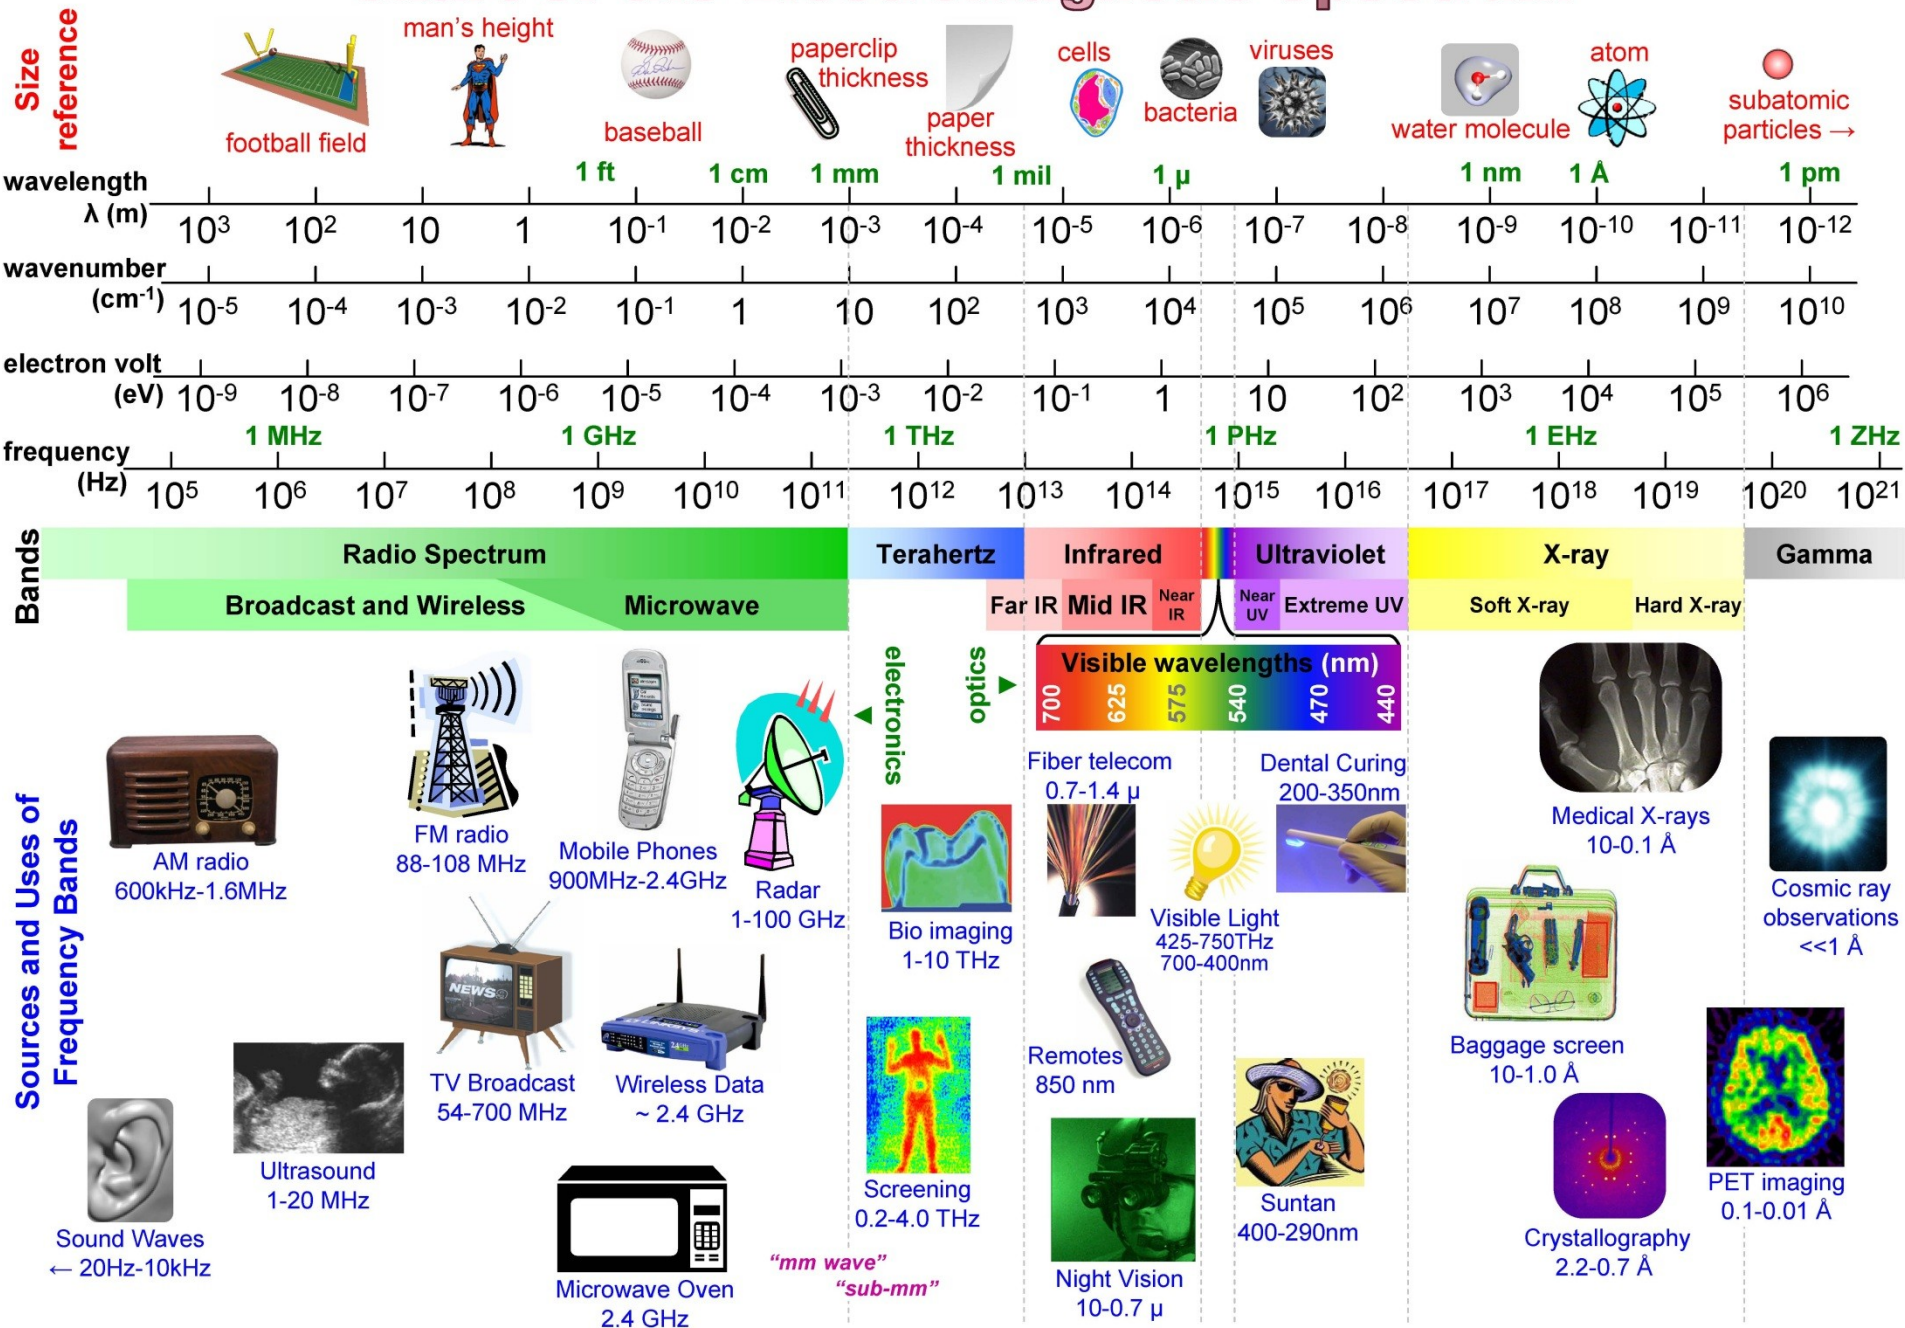 Size
reference
football field
man's height
baseball
paperclip
thickness
paper
thickness
cells
bacteria
viruses
water molecule
atom
subatomic
particles →
wavelength
λ (m)
1 ft
1 cm
1 mm
1 mil
1 µ
1 nm
1 Å
1 pm
10³ 10² 10 1 10⁻¹ 10⁻² 10⁻³ 10⁻⁴ 10⁻⁵ 10⁻⁶ 10⁻⁷ 10⁻⁸ 10⁻⁹ 10⁻¹⁰ 10⁻¹¹ 10⁻¹²
wavenumber
(cm⁻¹)
10⁻⁵ 10⁻⁴ 10⁻³ 10⁻² 10⁻¹ 1 10 10² 10³ 10⁴ 10⁵ 10⁶ 10⁷ 10⁸ 10⁹ 10¹⁰
electron volt
(eV)
10⁻⁹ 10⁻⁸ 10⁻⁷ 10⁻⁶ 10⁻⁵ 10⁻⁴ 10⁻³ 10⁻² 10⁻¹ 1 10 10² 10³ 10⁴ 10⁵ 10⁶
frequency
(Hz)
1 MHz
1 GHz
1 THz
1 PHz
1 EHz
1 ZHz
10⁵ 10⁶ 10⁷ 10⁸ 10⁹ 10¹⁰ 10¹¹ 10¹² 10¹³ 10¹⁴ 10¹⁵ 10¹⁶ 10¹⁷ 10¹⁸ 10¹⁹ 10²⁰ 10²¹
Bands
Radio Spectrum
Terahertz
Infrared
Ultraviolet
X-ray
Gamma
Broadcast and Wireless
Microwave
Far IR
Mid IR
Near
IR
Near
UV
Extreme UV
Soft X-ray
Hard X-ray
electronics
optics
Visible wavelengths (nm)
700 625 575 540 470 440
Sources and Uses of
Frequency Bands
AM radio
600kHz-1.6MHz
FM radio
88-108 MHz
Mobile Phones
900MHz-2.4GHz
Radar
1-100 GHz
Bio imaging
1-10 THz
Fiber telecom
0.7-1.4 µ
Visible Light
425-750THz
700-400nm
Dental Curing
200-350nm
Medical X-rays
10-0.1 Å
Cosmic ray
observations
<<1 Å
Sound Waves
← 20Hz-10kHz
Ultrasound
1-20 MHz
NEWS9
TV Broadcast
54-700 MHz
Wireless Data
~ 2.4 GHz
Microwave Oven
2.4 GHz
"mm wave"
"sub-mm"
Screening
0.2-4.0 THz
Remotes
850 nm
Night Vision
10-0.7 µ
Suntan
400-290nm
Baggage screen
10-1.0 Å
Crystallography
2.2-0.7 Å
PET imaging
0.1-0.01 Å